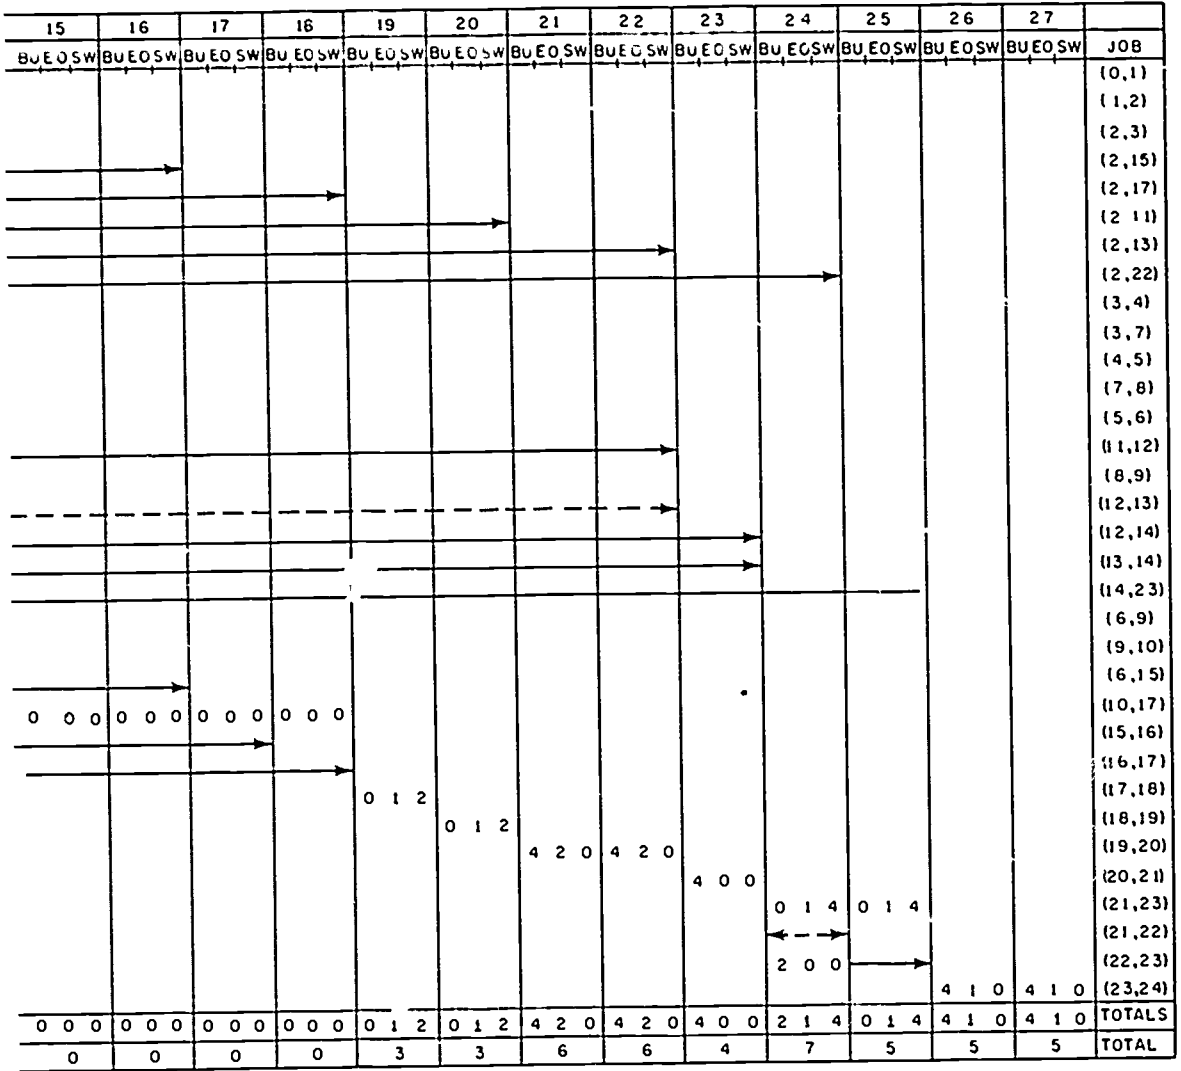 15 16 17 18 19 20 21 22 23 24 25 26 27
BU EO SW BU EO SW BU EO SW BU EO SW BU EO SW BU EO SW BU EO SW BU EO SW BU EO SW BU EO SW BU EO SW BU EO SW BU EO SW JOB
(0,1)
(1,2)
(2,3)
(2,15)
(2,17)
(2 11)
(2,13)
(2,22)
(3,4)
(3,7)
(4,5)
(7,8)
(5,6)
(11,12)
(8,9)
(12,13)
(12,14)
(13,14)
(14,23)
(6,9)
(9,10)
(6,15)
0 0 0 0 0 0 0 0 0 0 0 0 (10,17)
(15,16)
(16,17)
0 1 2 (17,18)
0 1 2 (18,19)
4 2 0 4 2 0 (19,20)
4 0 0 (20,21)
0 1 4 0 1 4 (21,23)
(21,22)
2 0 0 (22,23)
4 1 0 4 1 0 (23,24)
0 0 0 0 0 0 0 0 0 0 0 0 0 1 2 0 1 2 4 2 0 4 2 0 4 0 0 2 1 4 0 1 4 4 1 0 4 1 0 TOTALS
0 0 0 0 3 3 6 6 4 7 5 5 5 TOTAL